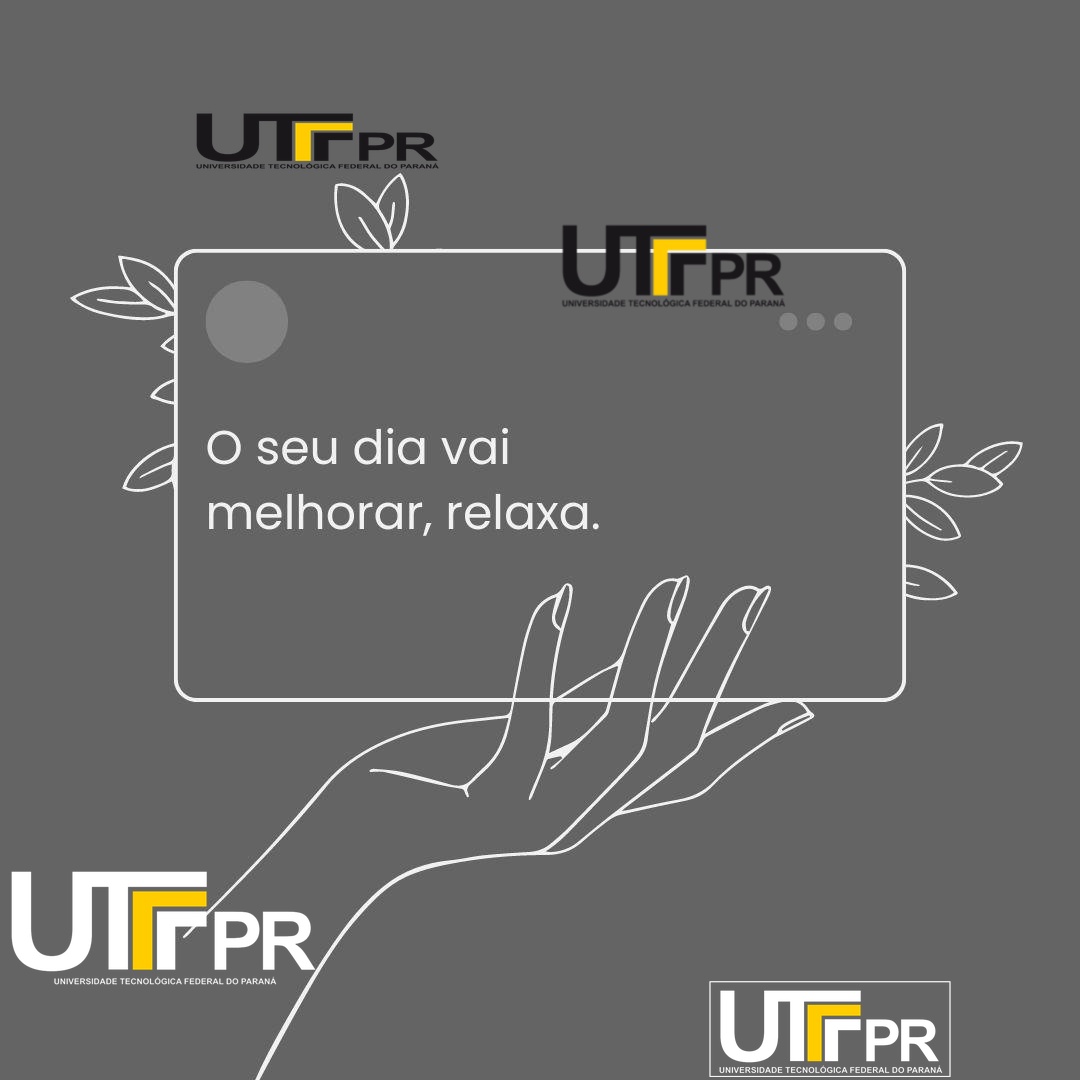 UTFPR
UNIVERSIDADE TECNOLÓGICA FEDERAL DO PARANÁ
UTFPR
UNIVERSIDADE TECNOLÓGICA FEDERAL DO PARANÁ
O seu dia vai
melhorar, relaxa.
UTFPR
UNIVERSIDADE TECNOLÓGICA FEDERAL DO PARANÁ
UTFPR
UNIVERSIDADE TECNOLÓGICA FEDERAL DO PARANÁ